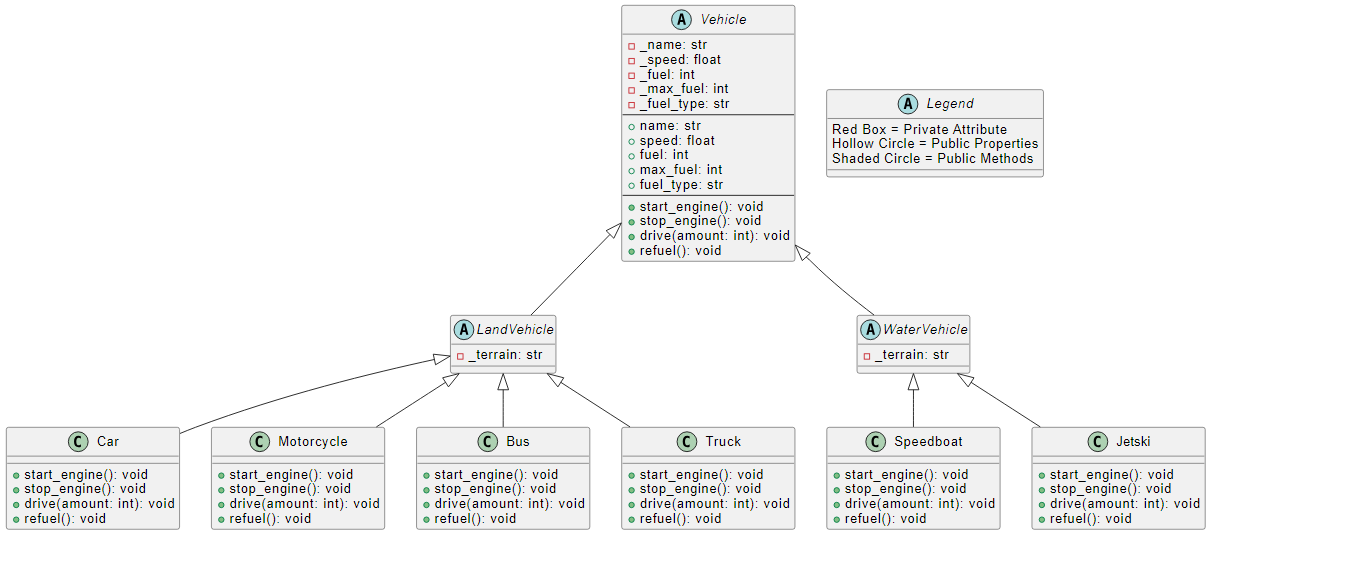 A Vehicle
_name: str
_speed: float
_fuel: int
_max_fuel: int
_fuel_type: str
name: str
speed: float
fuel: int
max_fuel: int
fuel_type: str
start_engine(): void
stop_engine(): void
drive(amount: int): void
refuel(): void
A Legend
Red Box = Private Attribute
Hollow Circle = Public Properties
Shaded Circle = Public Methods
A LandVehicle
_terrain: str
A WaterVehicle
_terrain: str
C Car
start_engine(): void
stop_engine(): void
drive(amount: int): void
refuel(): void
C Motorcycle
start_engine(): void
stop_engine(): void
drive(amount: int): void
refuel(): void
C Bus
start_engine(): void
stop_engine(): void
drive(amount: int): void
refuel(): void
C Truck
start_engine(): void
stop_engine(): void
drive(amount: int): void
refuel(): void
C Speedboat
start_engine(): void
stop_engine(): void
drive(amount: int): void
refuel(): void
C Jetski
start_engine(): void
stop_engine(): void
drive(amount: int): void
refuel(): void